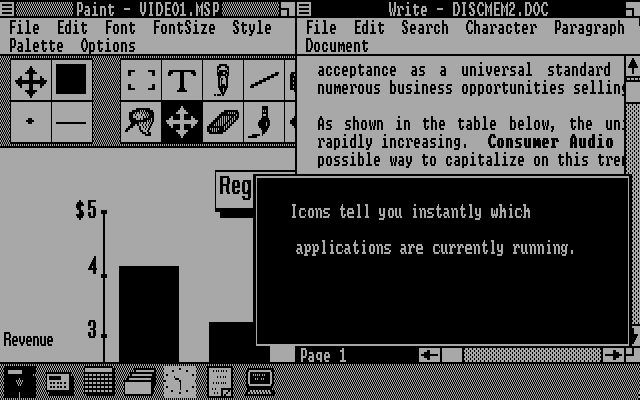 Paint - VIDEO1.MSP
File Edit Font FontSize Style
Palette Options
T
Reg
$5
4
3
Revenue
Write - DISCMEM2.DOC
File Edit Search Character Paragraph
Document
acceptance as a universal standard
numerous business opportunities selling
As shown in the table below, the
rapidly increasing. Consumer Audio
possible way to capitalize on this
Icons tell you instantly which
applications are currently running.
Page 1